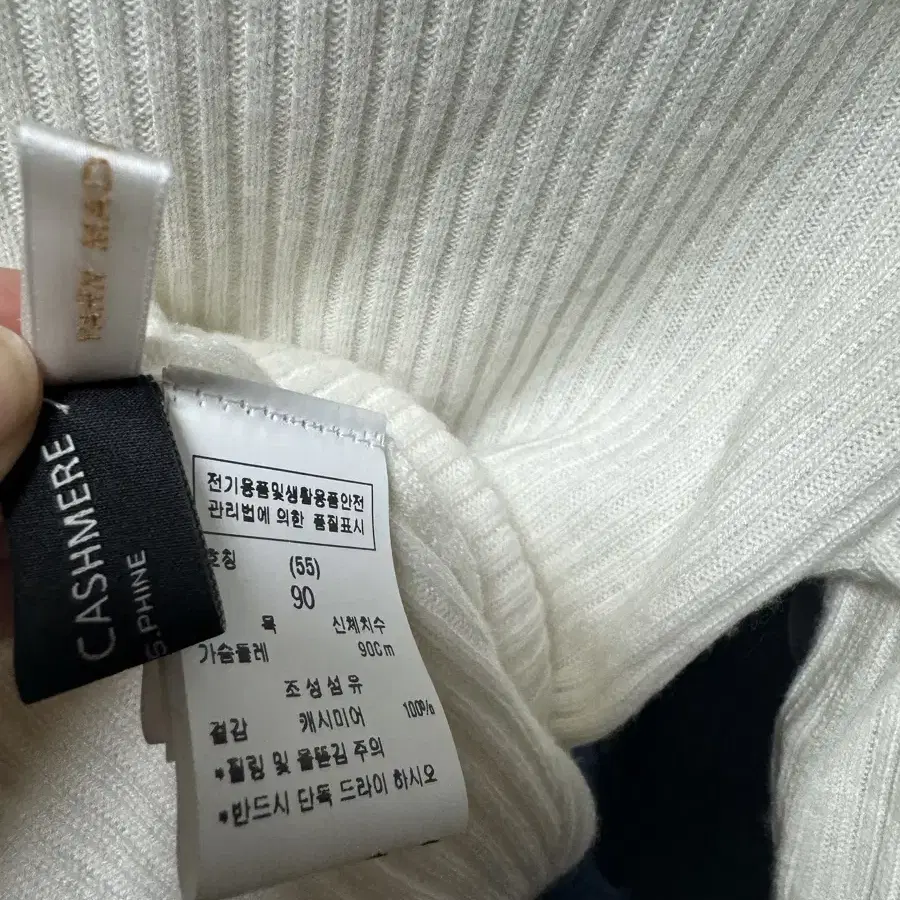 CASHMERE
S.PHINE
전기용품및생활용품안전
관리법에 의한 품질표시
호칭 (55)
90
목 신체치수
가슴둘레 90cm
조성섬유
겉감 캐시미어 100%
*필링 및 올뜯김 주의
*반드시 단독 드라이 하시오